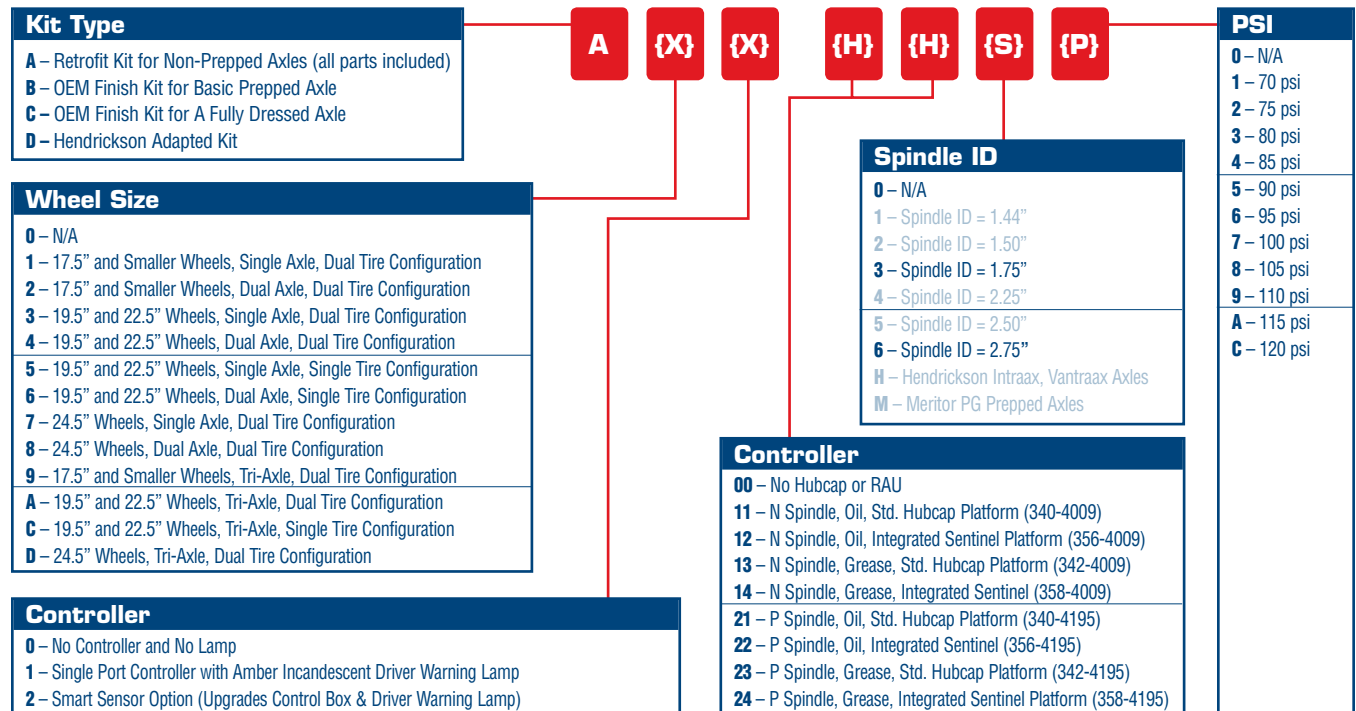 Kit Type
A – Retrofit Kit for Non-Prepped Axles (all parts included)
B – OEM Finish Kit for Basic Prepped Axle
C – OEM Finish Kit for A Fully Dressed Axle
D – Hendrickson Adapted Kit
A {X} {X} {H} {H} {S} {P}
PSI
0 – N/A
1 – 70 psi
2 – 75 psi
3 – 80 psi
4 – 85 psi
5 – 90 psi
6 – 95 psi
7 – 100 psi
8 – 105 psi
9 – 110 psi
A – 115 psi
C – 120 psi
Wheel Size
0 – N/A
1 – 17.5” and Smaller Wheels, Single Axle, Dual Tire Configuration
2 – 17.5” and Smaller Wheels, Dual Axle, Dual Tire Configuration
3 – 19.5” and 22.5” Wheels, Single Axle, Dual Tire Configuration
4 – 19.5” and 22.5” Wheels, Dual Axle, Dual Tire Configuration
5 – 19.5” and 22.5” Wheels, Single Axle, Single Tire Configuration
6 – 19.5” and 22.5” Wheels, Dual Axle, Single Tire Configuration
7 – 24.5” Wheels, Single Axle, Dual Tire Configuration
8 – 24.5” Wheels, Dual Axle, Dual Tire Configuration
9 – 17.5” and Smaller Wheels, Tri-Axle, Dual Tire Configuration
A – 19.5” and 22.5” Wheels, Tri-Axle, Dual Tire Configuration
C – 19.5” and 22.5” Wheels, Tri-Axle, Single Tire Configuration
D – 24.5” Wheels, Tri-Axle, Dual Tire Configuration
Spindle ID
0 – N/A
1 – Spindle ID = 1.44”
2 – Spindle ID = 1.50”
3 – Spindle ID = 1.75”
4 – Spindle ID = 2.25”
5 – Spindle ID = 2.50”
6 – Spindle ID = 2.75”
H – Hendrickson Intraax, Vantraax Axles
M – Meritor PG Prepped Axles
Controller
0 – No Controller and No Lamp
1 – Single Port Controller with Amber Incandescent Driver Warning Lamp
2 – Smart Sensor Option (Upgrades Control Box & Driver Warning Lamp)
Controller
00 – No Hubcap or RAU
11 – N Spindle, Oil, Std. Hubcap Platform (340-4009)
12 – N Spindle, Oil, Integrated Sentinel Platform (356-4009)
13 – N Spindle, Grease, Std. Hubcap Platform (342-4009)
14 – N Spindle, Grease, Integrated Sentinel (358-4009)
21 – P Spindle, Oil, Std. Hubcap Platform (340-4195)
22 – P Spindle, Oil, Integrated Sentinel (356-4195)
23 – P Spindle, Grease, Std. Hubcap Platform (342-4195)
24 – P Spindle, Grease, Integrated Sentinel Platform (358-4195)